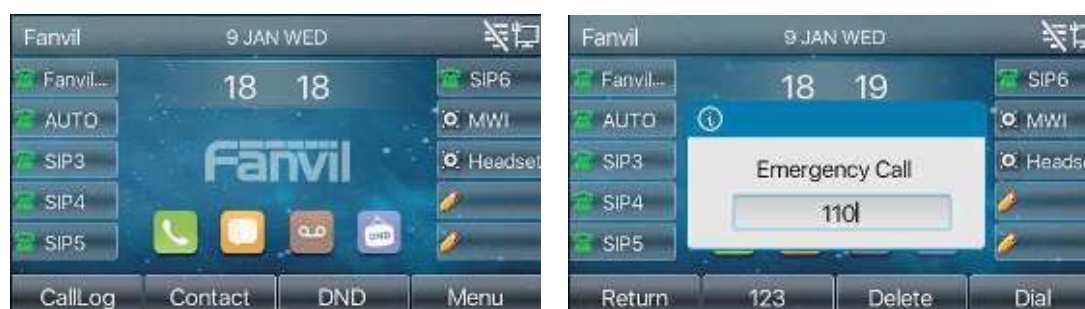 Fanvil 9 JAN WED
Fanvil... 18 18 SIP6
AUTO MWI
SIP3 Fanvil Headset
SIP4
SIP5 DND
CallLog Contact DND Menu
Fanvil 9 JAN WED
Fanvil... 18 19 SIP6
AUTO MWI
SIP3 Emergency Call Heads
SIP4 110
SIP5
Return 123 Delete Dial